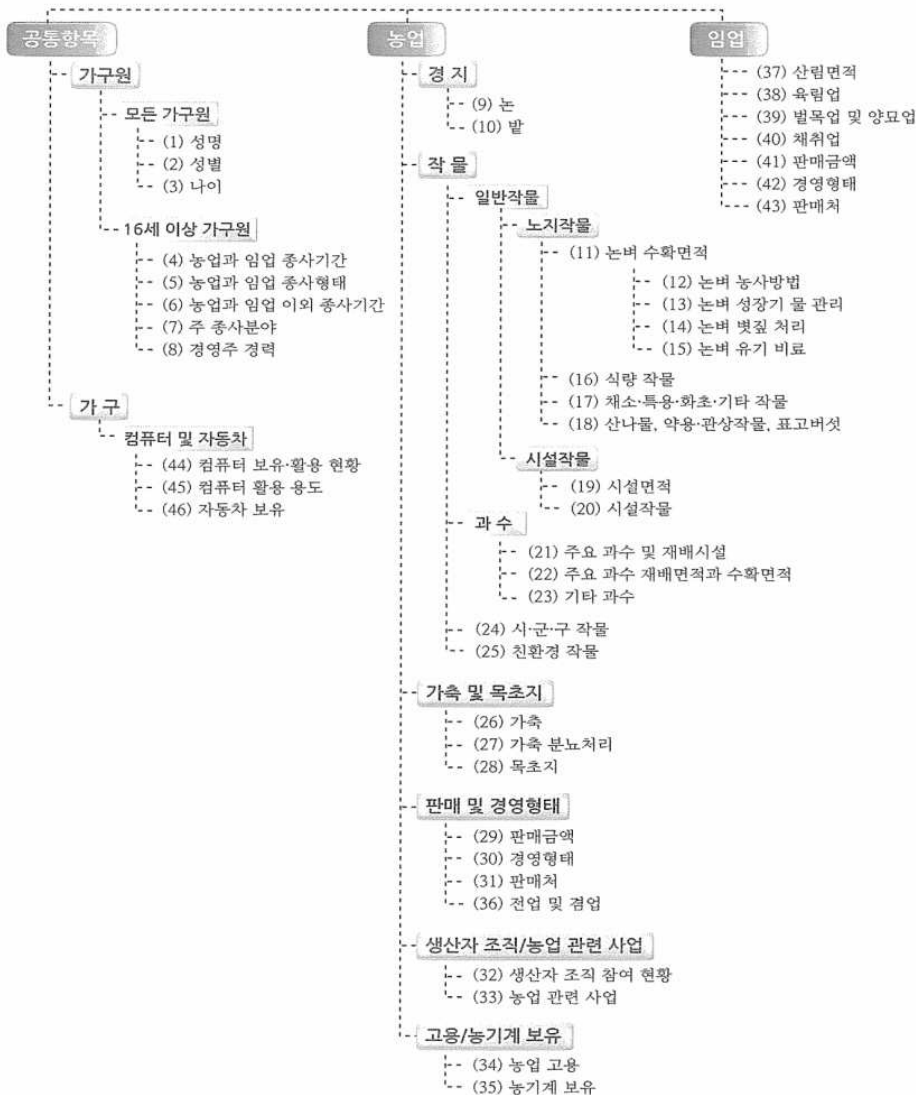 공통항목
가구원
모든 가구원
(1) 성명
(2) 성별
(3) 나이
16세 이상 가구원
(4) 농업과 임업 종사기간
(5) 농업과 임업 종사형태
(6) 농업과 임업 이외 종사기간
(7) 주 종사분야
(8) 경영주 경력
가 구
컴퓨터 및 자동차
(44) 컴퓨터 보유·활용 현황
(45) 컴퓨터 활용 용도
(46) 자동차 보유
농업
경 지
(9) 논
(10) 밭
작 물
일반작물
노지작물
(11) 논벼 수확면적
(12) 논벼 농사방법
(13) 논벼 성장기 물 관리
(14) 논벼 볏짚 처리
(15) 논벼 유기 비료
(16) 식량 작물
(17) 채소·특용·화초·기타 작물
(18) 산나물, 약용·관상작물, 표고버섯
시설작물
(19) 시설면적
(20) 시설작물
과 수
(21) 주요 과수 및 재배시설
(22) 주요 과수 재배면적과 수확면적
(23) 기타 과수
(24) 시·군·구 작물
(25) 친환경 작물
가축 및 목초지
(26) 가축
(27) 가축 분뇨처리
(28) 목초지
판매 및 경영형태
(29) 판매금액
(30) 경영형태
(31) 판매처
(36) 전업 및 겸업
생산자 조직/농업 관련 사업
(32) 생산자 조직 참여 현황
(33) 농업 관련 사업
고용/농기계 보유
(34) 농업 고용
(35) 농기계 보유
임업
(37) 산림면적
(38) 육림업
(39) 벌목업 및 양묘업
(40) 채취업
(41) 판매금액
(42) 경영형태
(43) 판매처